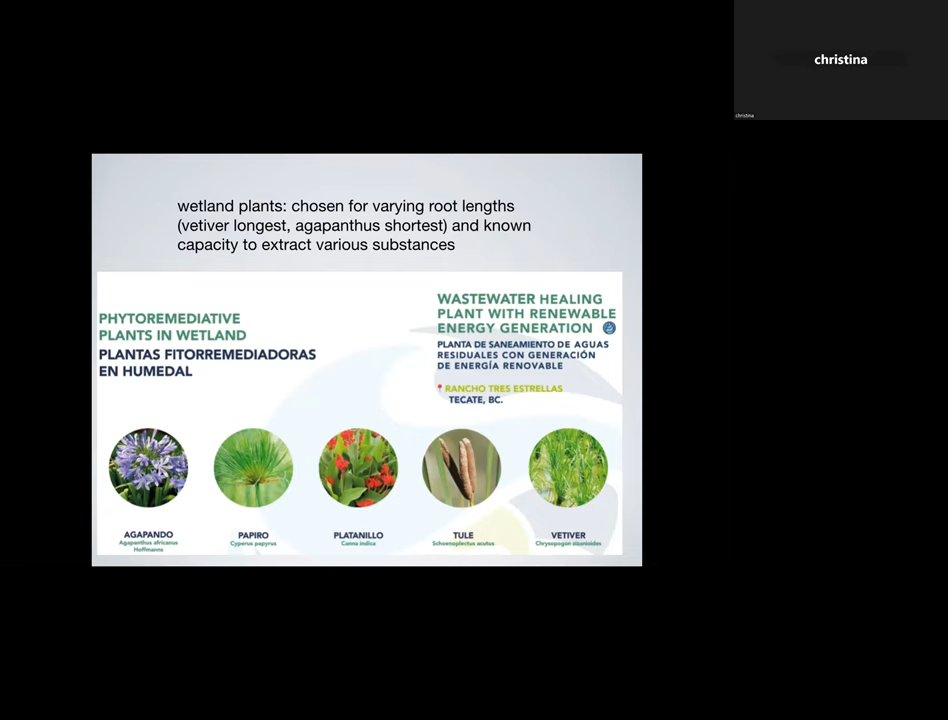 christina
christina
wetland plants: chosen for varying root lengths
(vetiver longest, agapanthus shortest) and known
capacity to extract various substances
PHYTOREMEDIATIVE
PLANTS IN WETLAND
PLANTAS FITORREMEDIADORAS
EN HUMEDAL
WASTEWATER HEALING
PLANT WITH RENEWABLE
ENERGY GENERATION
PLANTA DE SANEAMIENTO DE AGUAS
RESIDUALES CON GENERACIÓN
DE ENERGÍA RENOVABLE
RANCHO TRES ESTRELLAS
TECATE, BC.
AGAPANDO
Agapanthus africanus
Hoffmanns
PAPIRO
Cyperus papyrus
PLATANILLO
Canna indica
TULE
Schoenoplectus acutus
VETIVER
Chrysopogon zizanioides